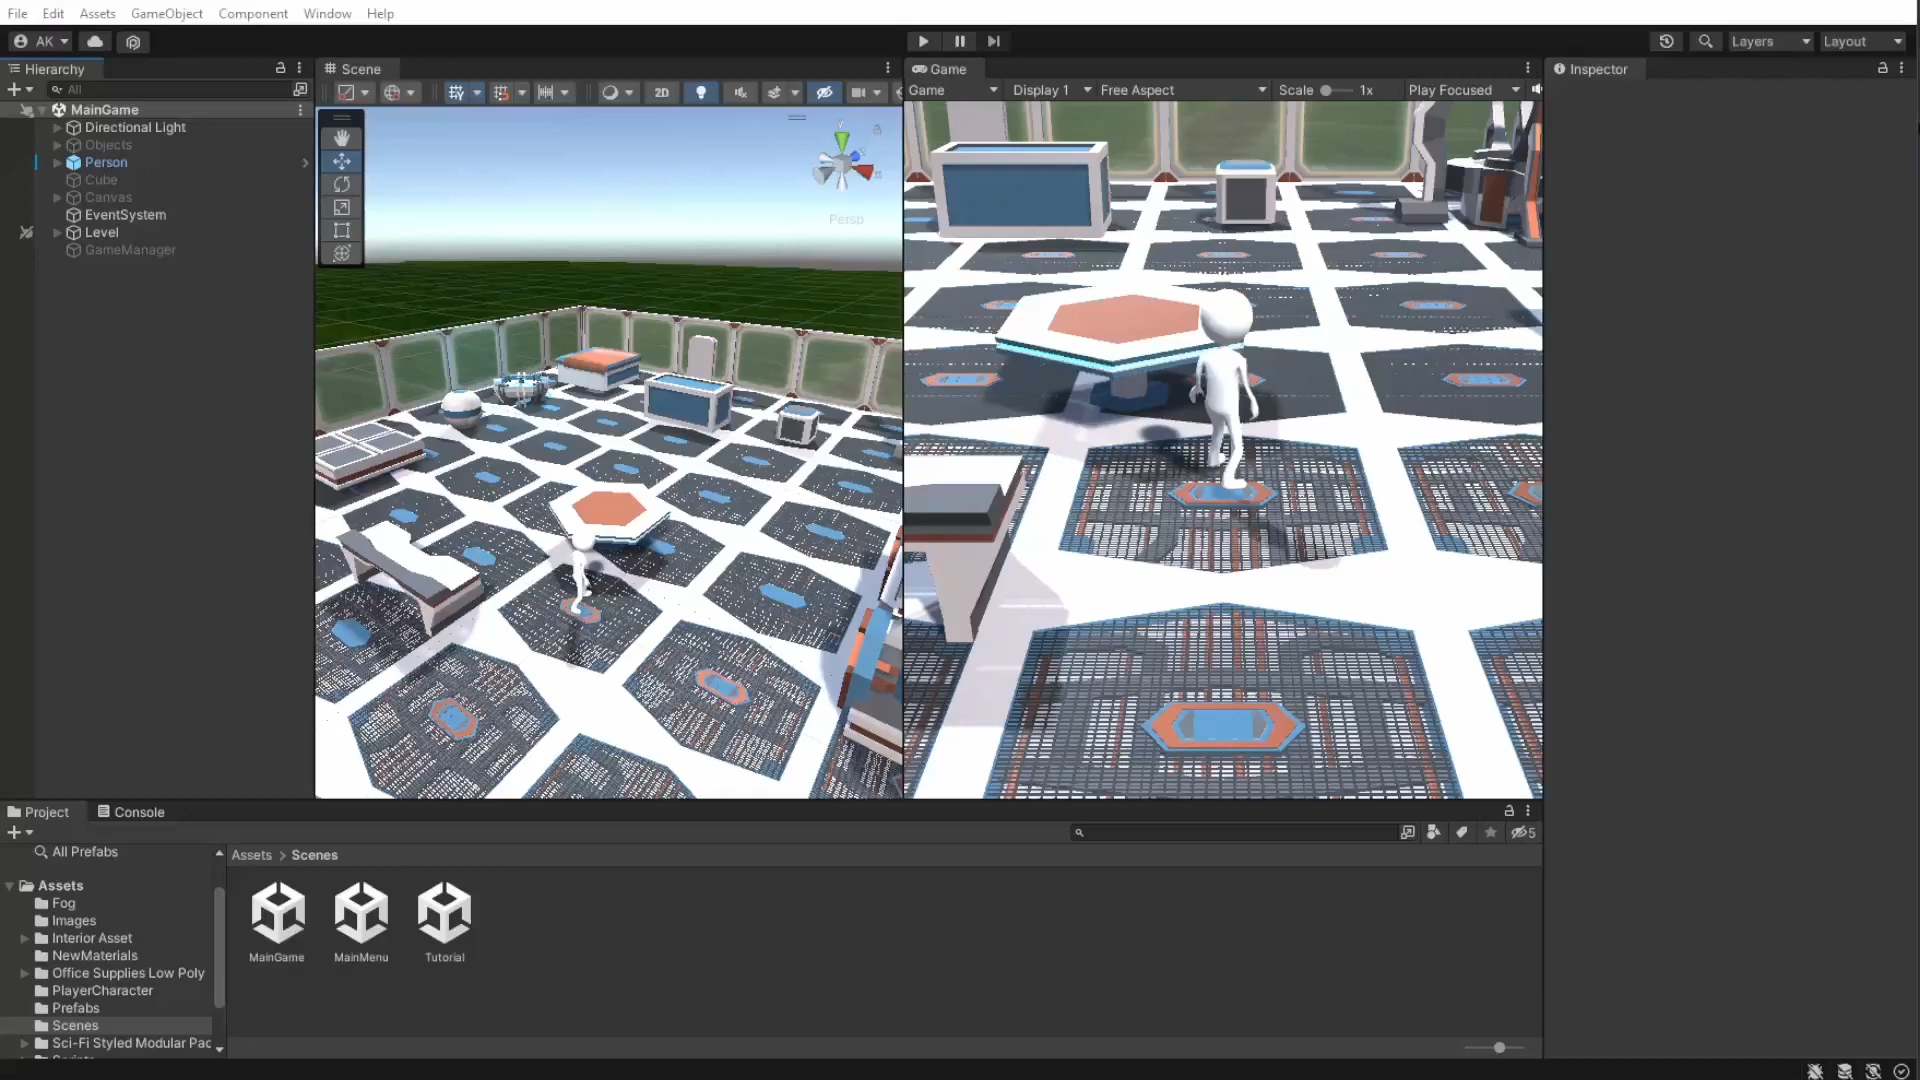 File Edit Assets GameObject Component Window Help
AK
Layers Layout
Hierarchy
All
MainGame
Directional Light
Objects
Person
Cube
Canvas
EventSystem
Level
GameManager
Scene
2D
Persp
Game
Game Display 1 Free Aspect Scale 1x Play Focused
Inspector
Project Console
5
All Prefabs
Assets
Fog
Images
Interior Asset
NewMaterials
Office Supplies Low Poly
PlayerCharacter
Prefabs
Scenes
Sci-Fi Styled Modular Pac
Assets > Scenes
MainGame MainMenu Tutorial